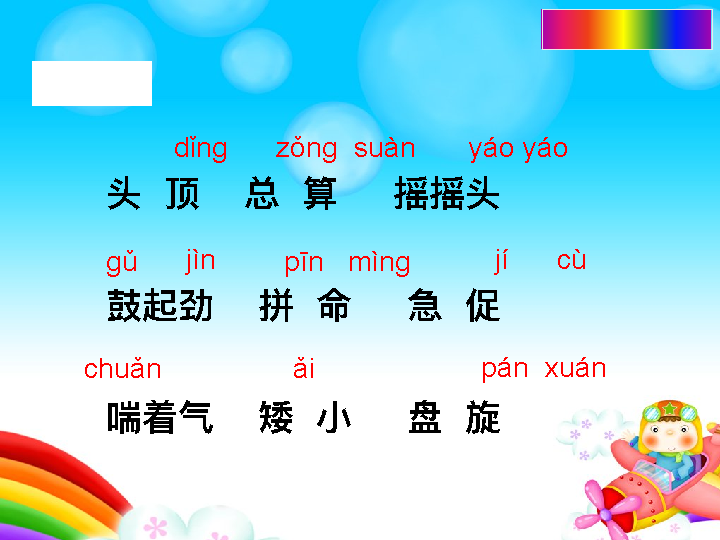 dǐng zǒng suàn yáo yáo
头 顶 总 算 摇摇头
gǔ jìn pīn mìng jí cù
鼓起劲 拼 命 急 促
chuǎn ǎi pán xuán
喘着气 矮 小 盘 旋